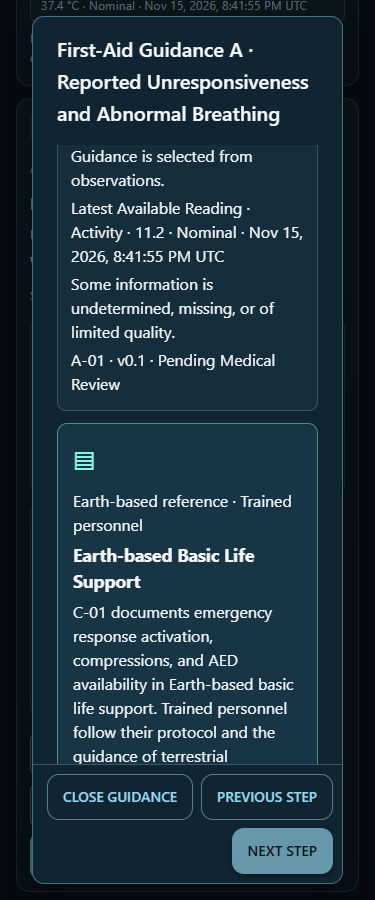 37.4 °C · Nominal · Nov 15, 2026, 8:41:55 PM UTC
First-Aid Guidance A ·
Reported Unresponsiveness
and Abnormal Breathing
Guidance is selected from
observations.
Latest Available Reading ·
Activity · 11.2 · Nominal · Nov 15,
2026, 8:41:55 PM UTC
Some information is
undetermined, missing, or of
limited quality.
A-01 · v0.1 · Pending Medical
Review
Earth-based reference · Trained
personnel
Earth-based Basic Life
Support
C-01 documents emergency
response activation,
compressions, and AED
availability in Earth-based basic
life support. Trained personnel
follow their protocol and the
guidance of terrestrial
CLOSE GUIDANCE
PREVIOUS STEP
NEXT STEP